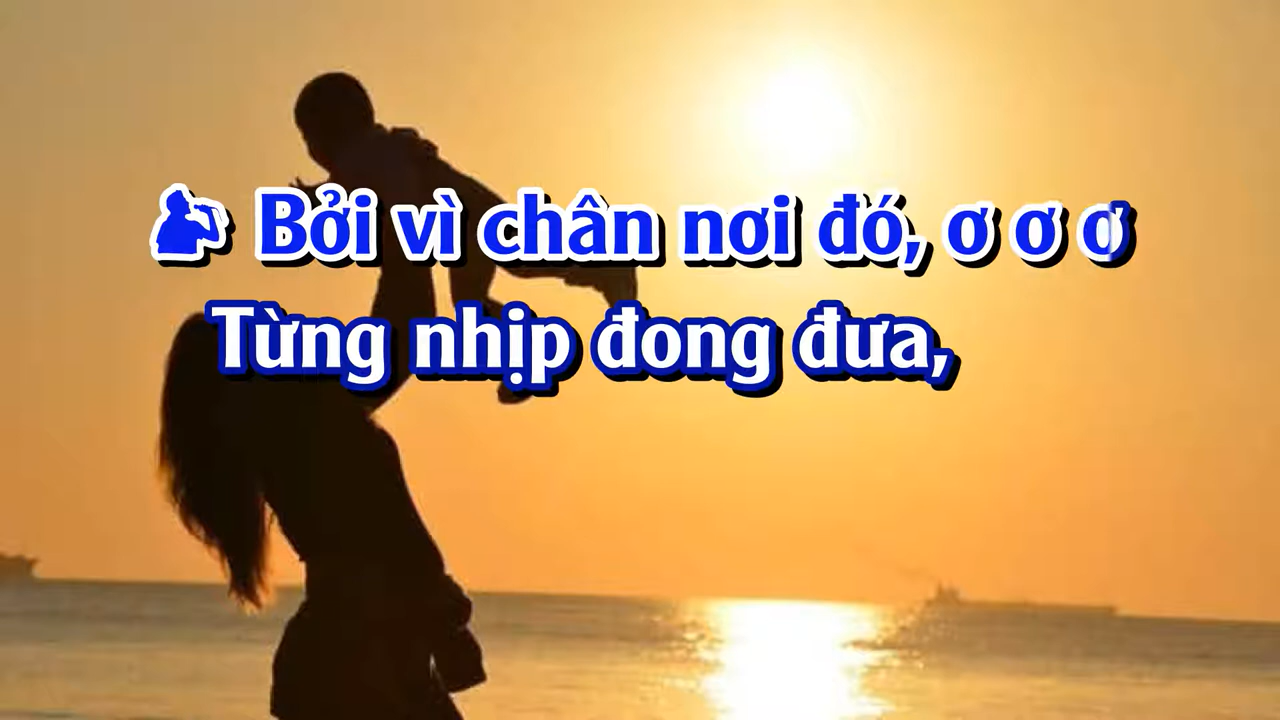 Bởi vì chân nơi đó, ơ ơ ơ
Từng nhịp đong đưa,